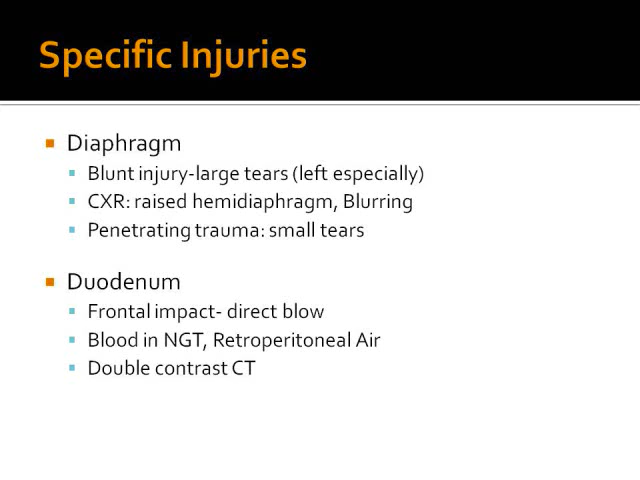 Specific Injuries
Diaphragm
Blunt injury-large tears (left especially)
CXR: raised hemidiaphragm, Blurring
Penetrating trauma: small tears
Duodenum
Frontal impact- direct blow
Blood in NGT, Retroperitoneal Air
Double contrast CT